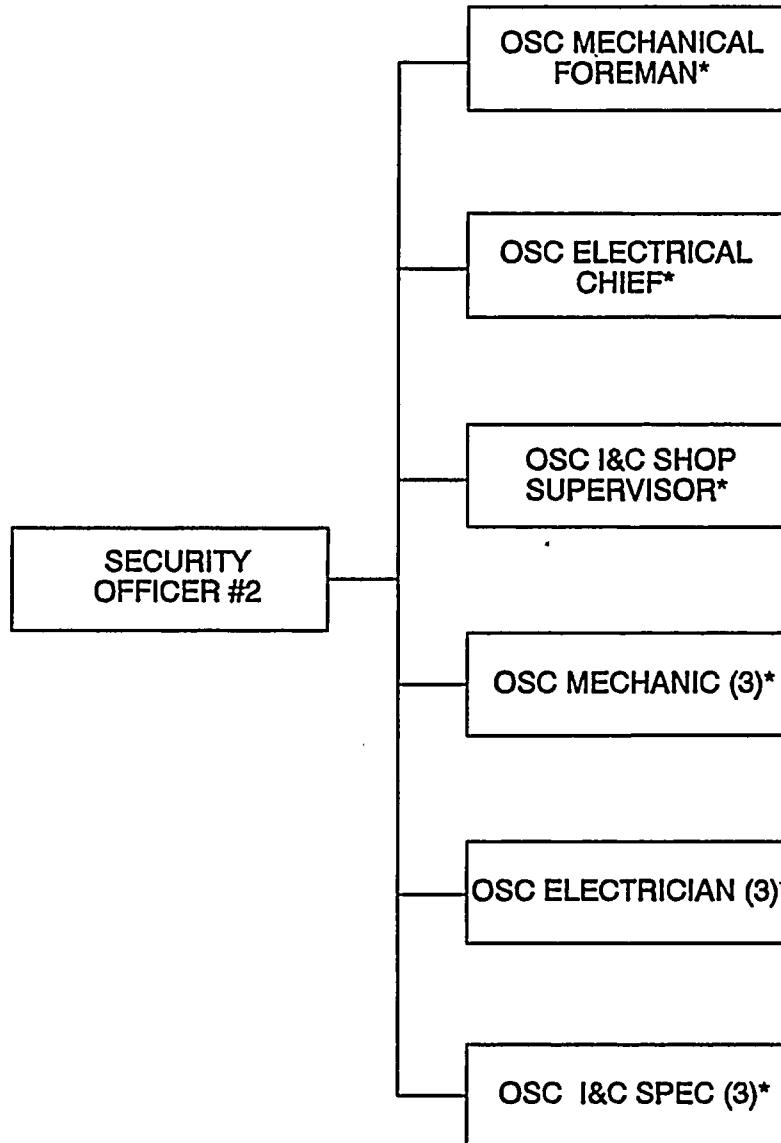 OSC MECHANICAL
FOREMAN*
OSC ELECTRICAL
CHIEF*
OSC I&C SHOP
SUPERVISOR*
SECURITY
OFFICER #2
OSC MECHANIC (3)*
OSC ELECTRICIAN (3)*
OSC I&C SPEC (3)*